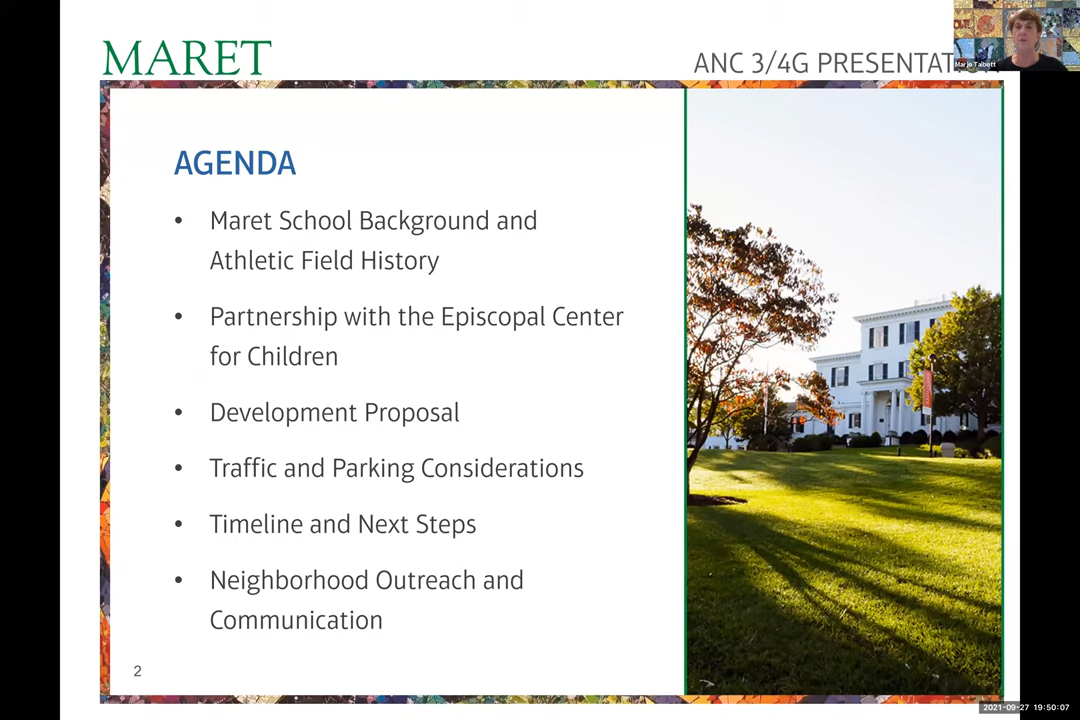 MARET
ANC 3/4G PRESENTAT
Marjo Talbott
AGENDA
• Maret School Background and
Athletic Field History
• Partnership with the Episcopal Center
for Children
• Development Proposal
• Traffic and Parking Considerations
• Timeline and Next Steps
• Neighborhood Outreach and
Communication
2
2021-09-27 19:50:07